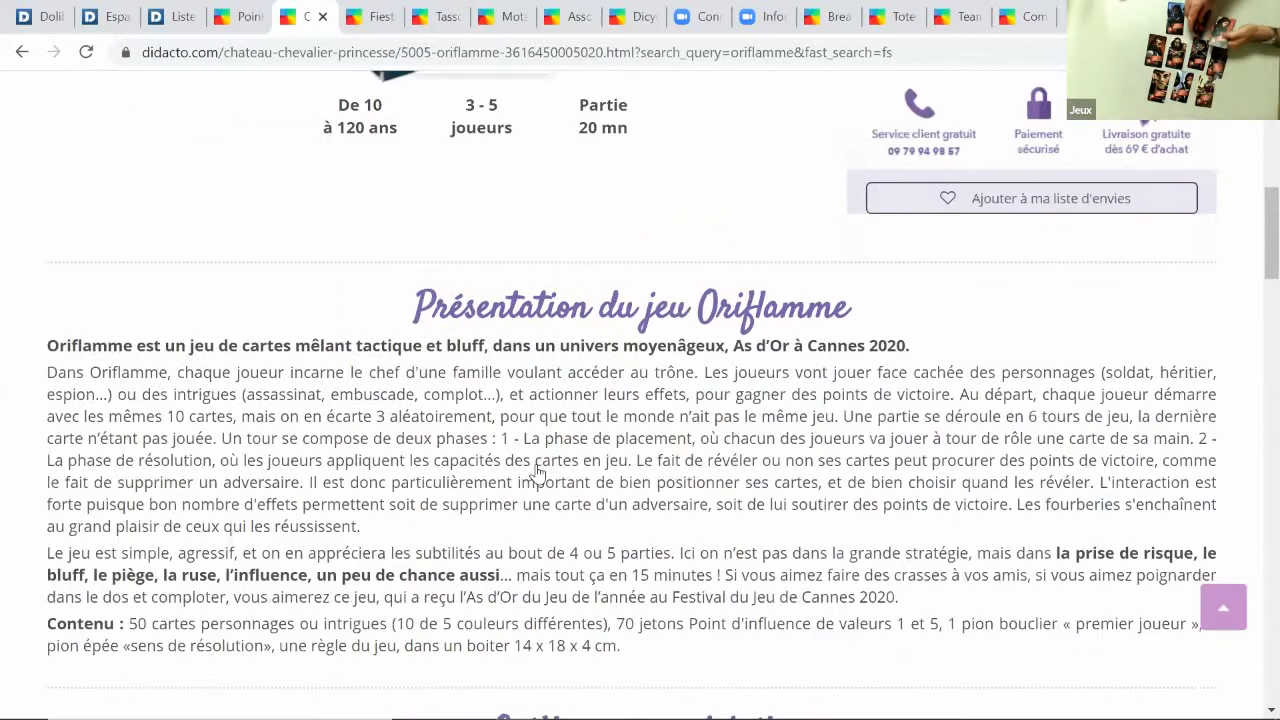 Doli
Espa
Liste
Poin
C
Fiest
Tass
Mo
Assc
Dicy
Con
Infor
Brea
Tote
Tean
Com
didacto.com/chateau-chevalier-princesse/5005-oriflamme-3616450005020.html?search_query=oriflamme&fast_search=fs
Jeux
De 10
à 120 ans
3 - 5
joueurs
Partie
20 mn
Service client gratuit
09 79 94 98 57
Paiement
sécurisé
Livraison gratuite
dès 69 € d'achat
Ajouter à ma liste d'envies
Présentation du jeu Oriflamme
Oriflamme est un jeu de cartes mêlant tactique et bluff, dans un univers moyenâgeux, As d’Or à Cannes 2020.
Dans Oriflamme, chaque joueur incarne le chef d'une famille voulant accéder au trône. Les joueurs vont jouer face cachée des personnages (soldat, héritier,
espion...) ou des intrigues (assassinat, embuscade, complot...), et actionner leurs effets, pour gagner des points de victoire. Au départ, chaque joueur démarre
avec les mêmes 10 cartes, mais on en écarte 3 aléatoirement, pour que tout le monde n’ait pas le même jeu. Une partie se déroule en 6 tours de jeu, la dernière
carte n’étant pas jouée. Un tour se compose de deux phases : 1 - La phase de placement, où chacun des joueurs va jouer à tour de rôle une carte de sa main. 2 -
La phase de résolution, où les joueurs appliquent les capacités des cartes en jeu. Le fait de révéler ou non ses cartes peut procurer des points de victoire, comme
le fait de supprimer un adversaire. Il est donc particulièrement important de bien positionner ses cartes, et de bien choisir quand les révéler. L'interaction est
forte puisque bon nombre d'effets permettent soit de supprimer une carte d'un adversaire, soit de lui soutirer des points de victoire. Les fourberies s'enchaînent
au grand plaisir de ceux qui les réussissent.
Le jeu est simple, agressif, et on en appréciera les subtilités au bout de 4 ou 5 parties. Ici on n’est pas dans la grande stratégie, mais dans la prise de risque, le
bluff, le piège, la ruse, l’influence, un peu de chance aussi... mais tout ça en 15 minutes ! Si vous aimez faire des crasses à vos amis, si vous aimez poignarder
dans le dos et comploter, vous aimerez ce jeu, qui a reçu l’As d’Or du Jeu de l’année au Festival du Jeu de Cannes 2020.
Contenu : 50 cartes personnages ou intrigues (10 de 5 couleurs différentes), 70 jetons Point d'influence de valeurs 1 et 5, 1 pion bouclier « premier joueur »,
pion épée «sens de résolution», une règle du jeu, dans un boiter 14 x 18 x 4 cm.